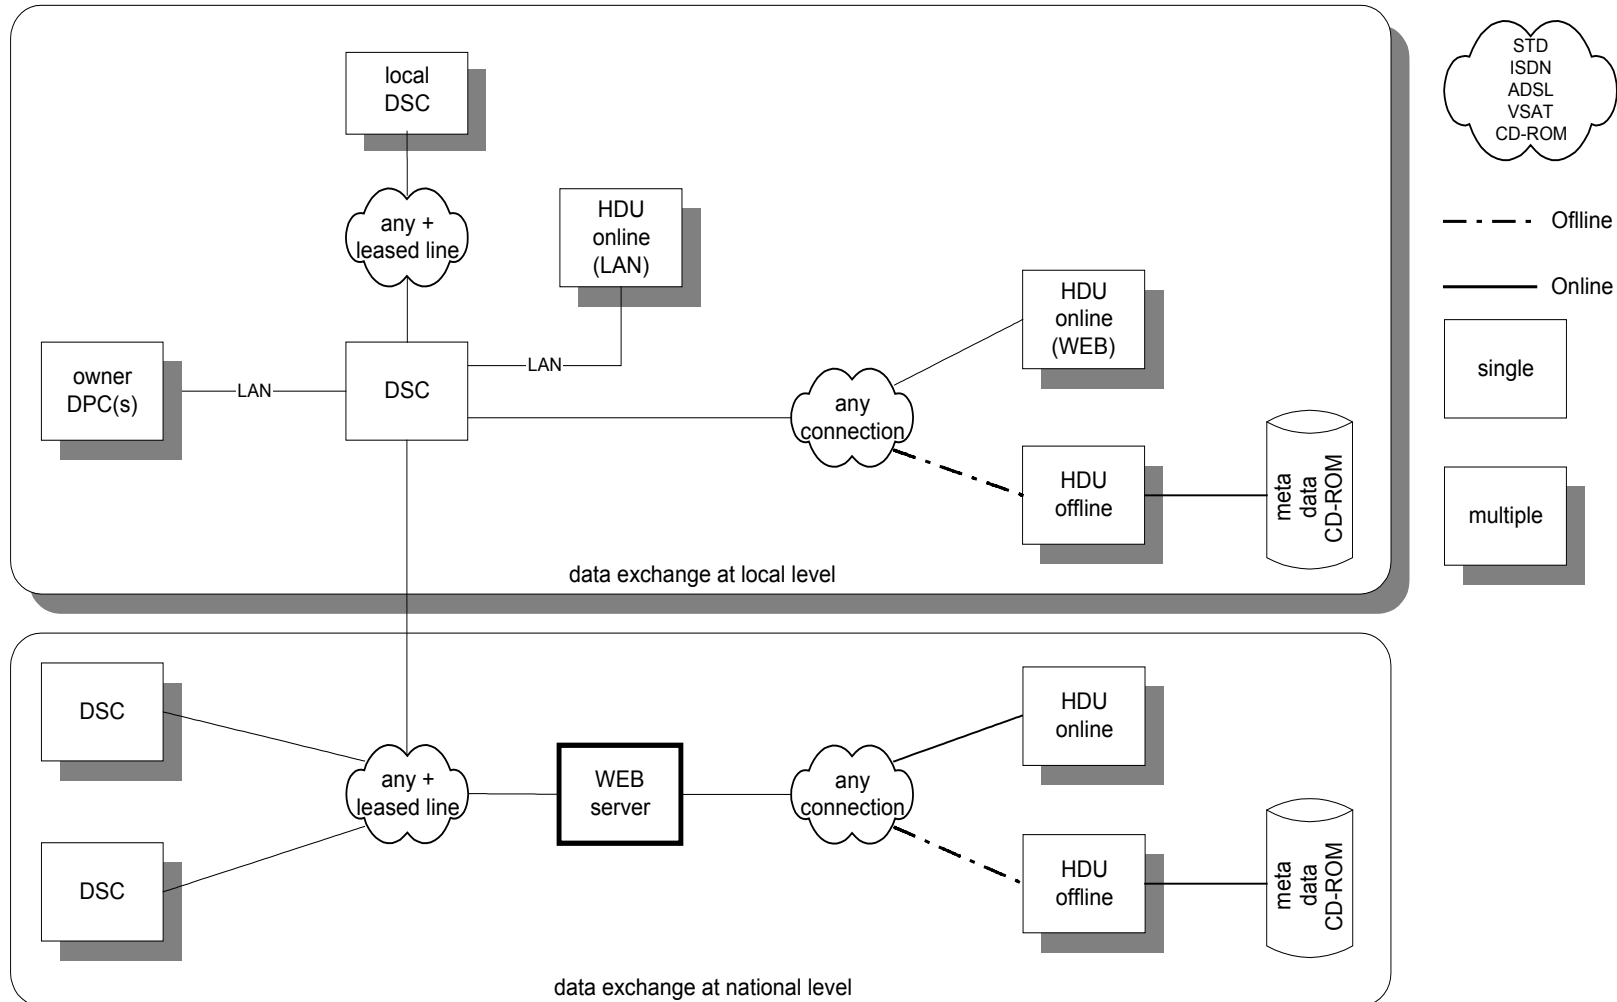 local
DSC
any +
leased line
HDU
online
(LAN)
HDU
online
(WEB)
owner
DPC(s)
LAN
DSC
LAN
any
connection
HDU
offline
meta
data
CD-ROM
data exchange at local level
STD
ISDN
ADSL
VSAT
CD-ROM
Oflline
Online
single
multiple
DSC
DSC
any +
leased line
WEB
server
any
connection
HDU
online
HDU
offline
meta
data
CD-ROM
data exchange at national level